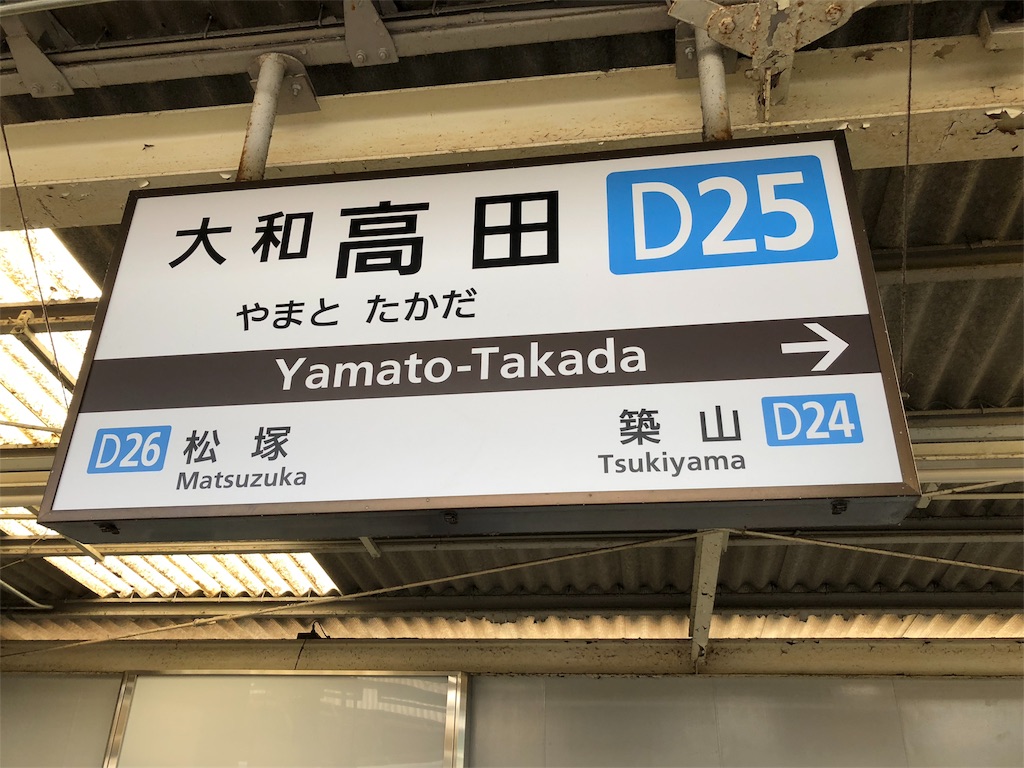 大和高田 D25
やまと たかだ
Yamato-Takada →
D26 松塚
Matsuzuka
築山 D24
Tsukiyama